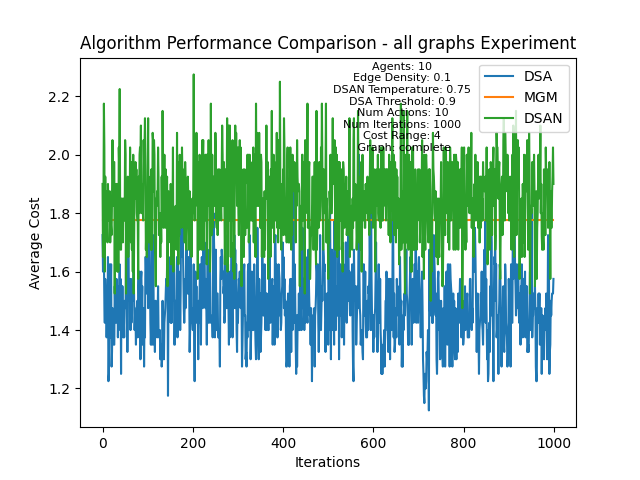 Algorithm Performance Comparison - all graphs Experiment
Agents: 10
Edge Density: 0.1
DSAN Temperature: 0.75
DSA Threshold: 0.9
Num Actions: 10
Num Iterations: 1000
Cost Range: 4
Graph: complete
DSA
MGM
DSAN
Average Cost
2.2
2.0
1.8
1.6
1.4
1.2
0
200
400
600
800
1000
Iterations